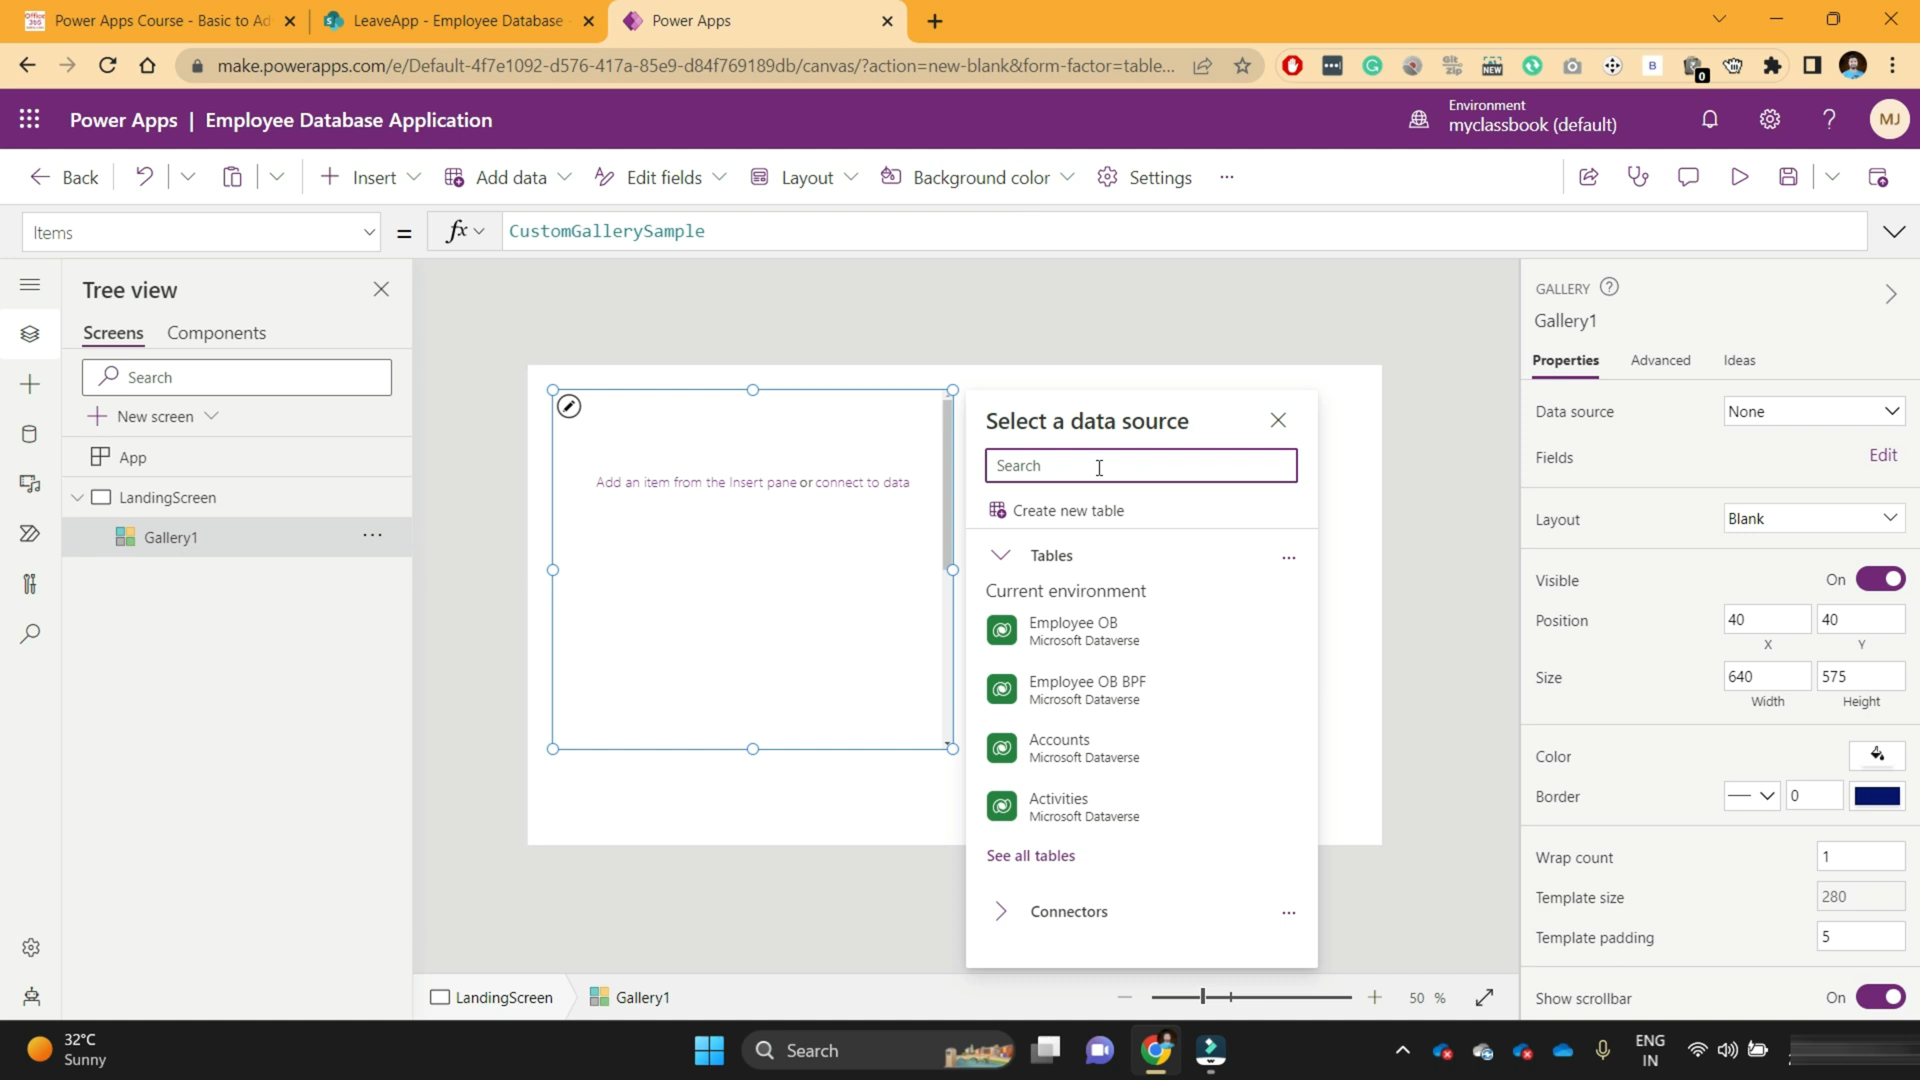 Power Apps Course - Basic to Ad
LeaveApp - Employee Database
Power Apps
make.powerapps.com/e/Default-4f7e1092-d576-417a-85e9-d84f769189db/canvas/?action=new-blank&form-factor=table...
Power Apps | Employee Database Application
Environment
myclassbook (default)
MJ
Back
Insert
Add data
Edit fields
Layout
Background color
Settings
Items
=
fx
CustomGallerySample
Tree view
Screens
Components
Search
New screen
App
LandingScreen
Gallery1
Add an item from the Insert pane or connect to data
Select a data source
Search
Create new table
Tables
Current environment
Employee OB
Microsoft Dataverse
Employee OB BPF
Microsoft Dataverse
Accounts
Microsoft Dataverse
Activities
Microsoft Dataverse
See all tables
Connectors
GALLERY
Gallery1
Properties
Advanced
Ideas
Data source
None
Fields
Edit
Layout
Blank
Visible
On
Position
40
40
X
Y
Size
640
575
Width
Height
Color
Border
0
Wrap count
1
Template size
280
Template padding
5
Show scrollbar
On
LandingScreen
Gallery1
50 %
32°C
Sunny
Search
ENG
IN